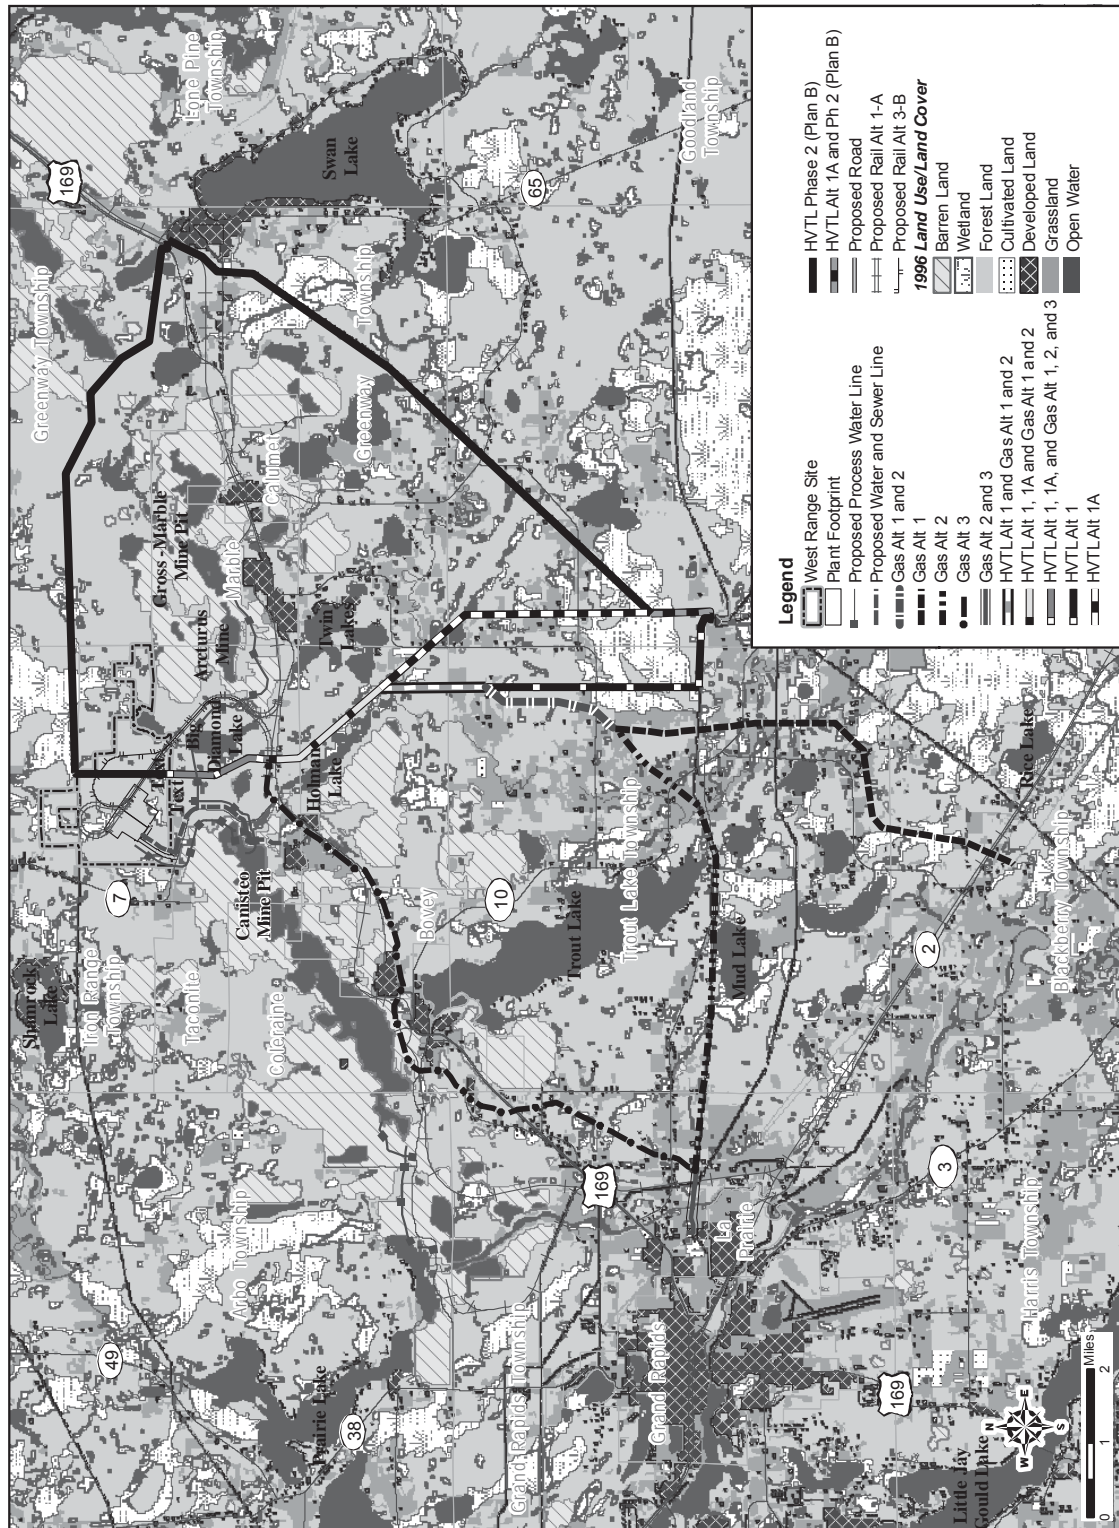 Shamrock
Lake
Iron Range
Township
7
Taconite
Greenway Township
169
Lone Pine
Township
Swan
Lake
65
Goodland
Township
Greenway
Township
Calumet
Marble
Gross-Marble
Mine Pit
Arcturus
Mine
Twin
Lakes
Big
Diamond
Lake
Text
Text
Holman
Lake
Canisteo
Mine Pit
Coleraine
Bovey
10
Trout Lake
Trout Lake Township
Mud Lake
Rice Lake
Blackberry Township
2
3
Harris Township
Arbo Township
49
Prairie Lake
38
Grand Rapids Township
169
La
Prairie
Grand Rapids
169
Little Jay
Gould Lake
N
E
S
W
0
1
2
Miles
Legend
West Range Site
Plant Footprint
Proposed Process Water Line
Proposed Water and Sewer Line
Gas Alt 1 and 2
Gas Alt 1
Gas Alt 2
Gas Alt 3
Gas Alt 2 and 3
HVTL Alt 1 and Gas Alt 1 and 2
HVTL Alt 1, 1A and Gas Alt 1 and 2
HVTL Alt 1, 1A, and Gas Alt 1, 2, and 3
HVTL Alt 1
HVTL Alt 1A
HVTL Phase 2 (Plan B)
HVTL Alt 1A and Ph 2 (Plan B)
Proposed Road
Proposed Rail Alt 1-A
Proposed Rail Alt 3-B
1996 Land Use/Land Cover
Barren Land
Wetland
Forest Land
Cultivated Land
Developed Land
Grassland
Open Water